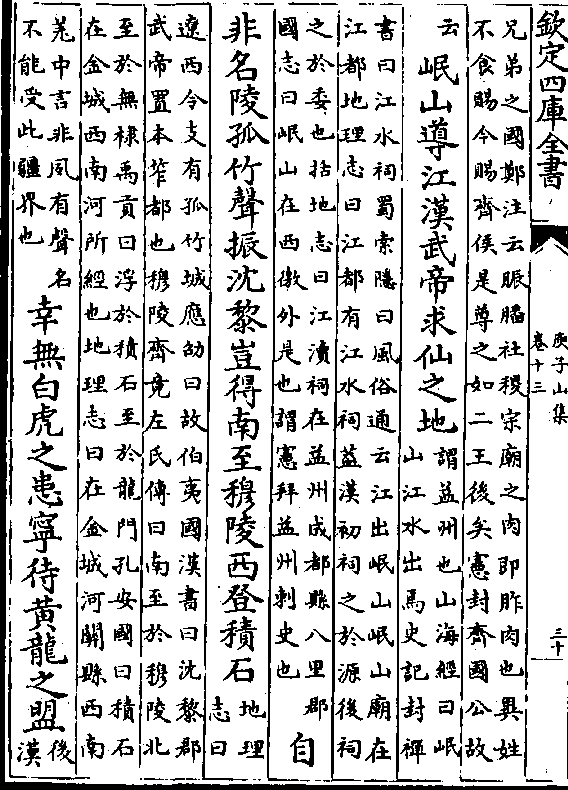 欽定四庫全書
庚子山集
卷十三
三十
兄弟之國鄭注云脤膰社稷宗廟之肉即胙肉也異姓
不食賜今賜齊侯是尊之如二王後矣憲封齊國公故
云
岷山導江漢武帝求仙之地
謂益州也山海經曰岷
山江水出焉史記封禪
書曰江水祠蜀索隱曰風俗通云江出岷山岷山廟在
江都地理志曰江都有江水祠蓋漢初祠之於源後祠
之於委也括地志曰江瀆祠在益州成都縣八里郡
國志曰岷山在西徼外是也謂憲拜益州刺史也
自
非名陵孤竹聲振沈黎豈得南至穆陵西登積石
地理
志曰
遼西令支有孤竹城應劭曰故伯夷國漢書曰沈黎郡
武帝置本筰都也穆陵齊竟左氏傳曰南至於穆陵北
至於無棣禹貢曰浮於積石至於龍門孔安國曰積石
在金城西南河所經也地理志曰在金城河關縣西南
羌中言非夙有聲名
不能受此疆界也
幸無白虎之患寧待黃龍之盟
後
漢